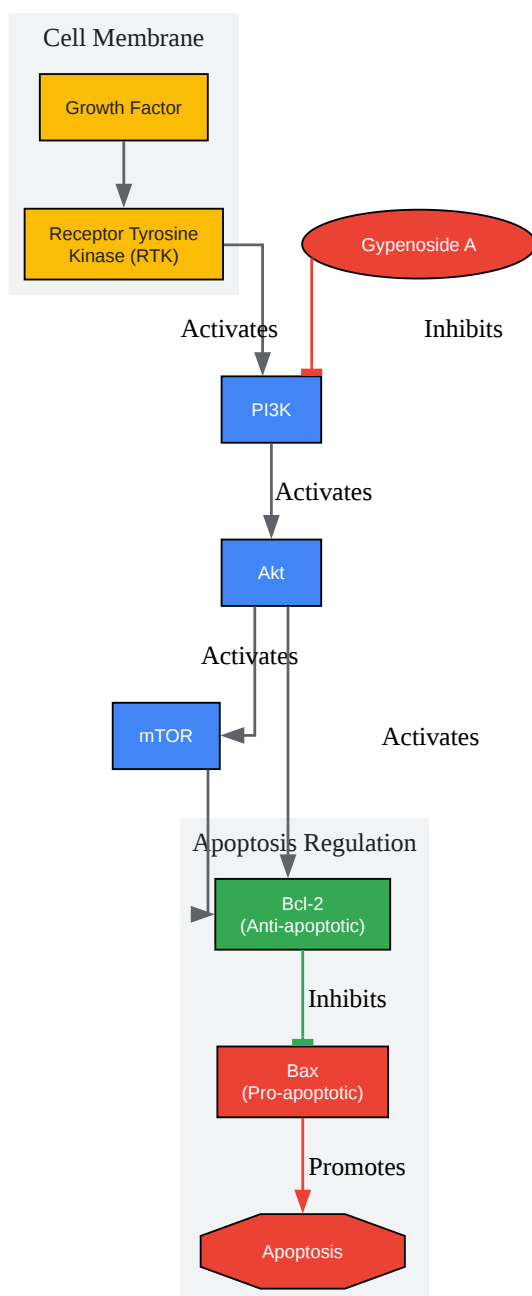 Cell Membrane
Growth Factor
Receptor Tyrosine
Kinase (RTK)
Gypenoside A
Activates
Inhibits
PI3K
Activates
Akt
Activates
mTOR
Activates
Apoptosis Regulation
Bcl-2
(Anti-apoptotic)
Inhibits
Bax
(Pro-apoptotic)
Promotes
Apoptosis